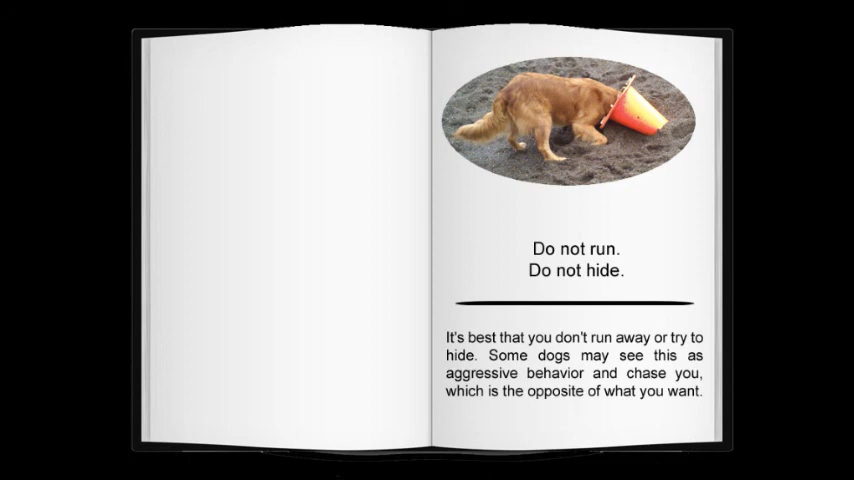 Do not run.
Do not hide.
It's best that you don't run away or try to
hide. Some dogs may see this as
aggressive behavior and chase you,
which is the opposite of what you want.